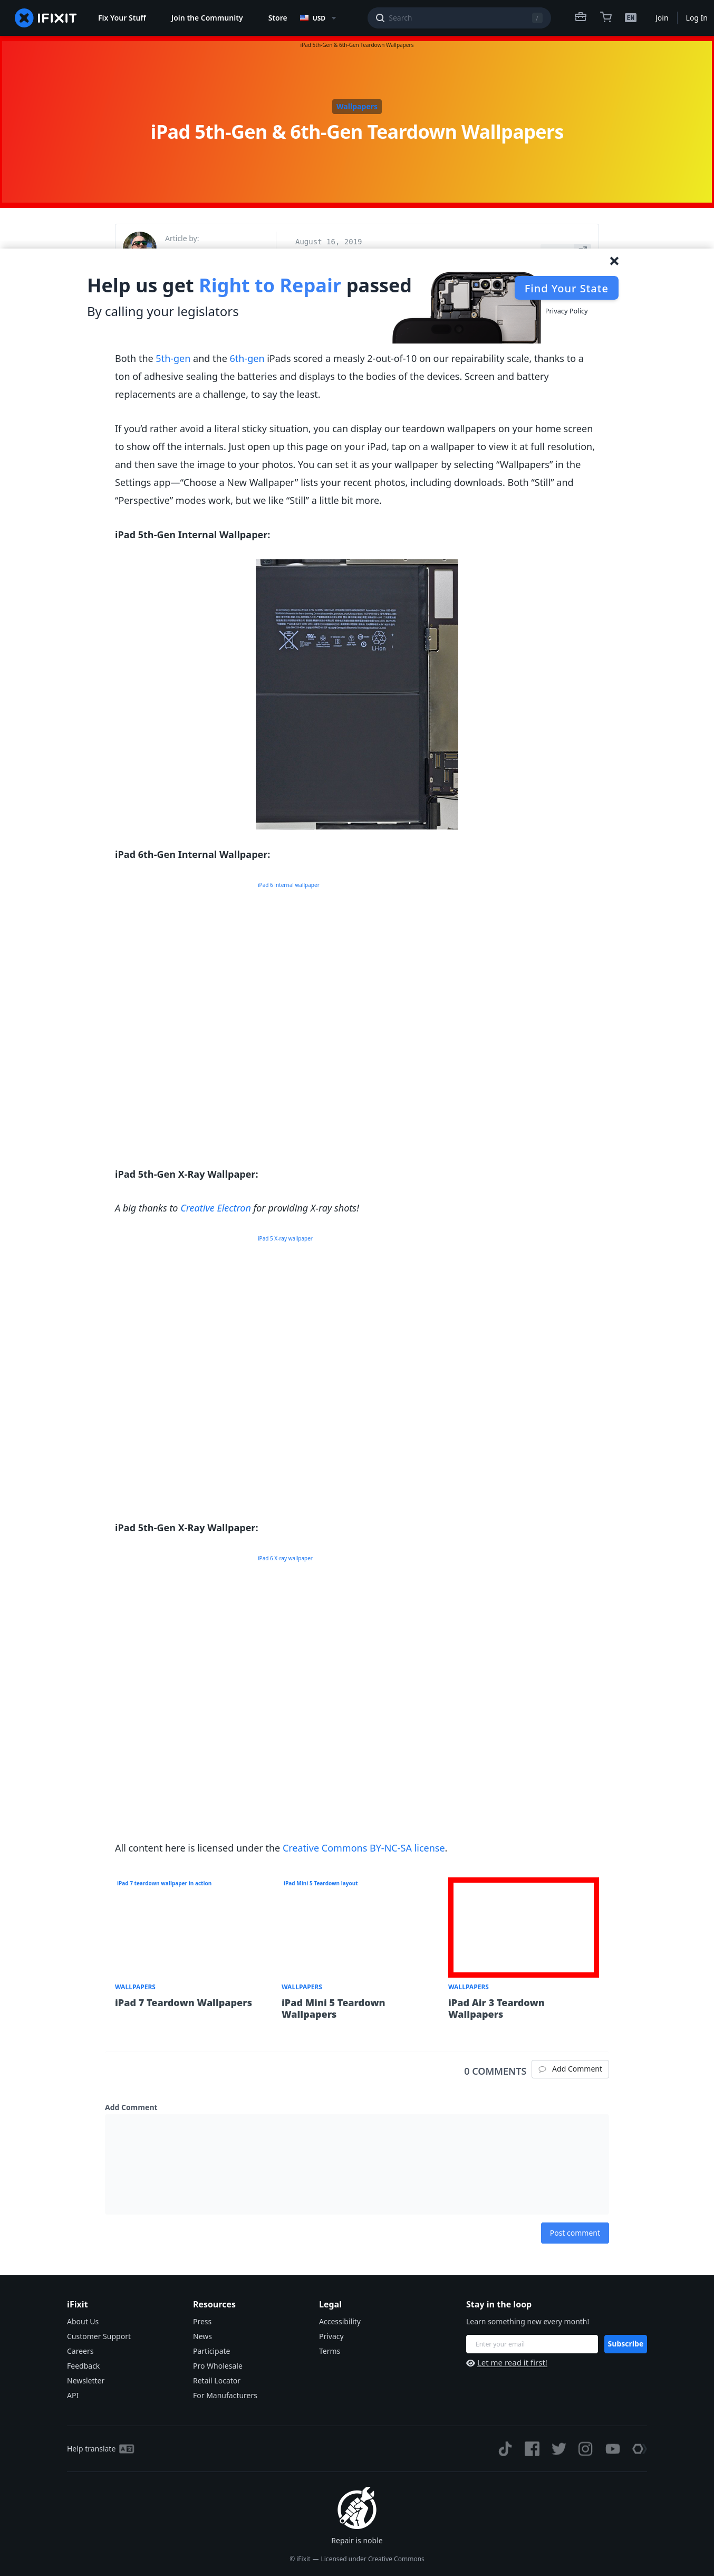 IFIXIT
Fix Your Stuff
Join the Community
Store
USD
Search
/
EN
Join
Log In
iPad 5th-Gen & 6th-Gen Teardown Wallpapers
Wallpapers
iPad 5th-Gen & 6th-Gen Teardown Wallpapers
Article by:
August 16, 2019
Help us get Right to Repair passed
By calling your legislators
Find Your State
Privacy Policy
Both the 5th-gen and the 6th-gen iPads scored a measly 2-out-of-10 on our repairability scale, thanks to a
ton of adhesive sealing the batteries and displays to the bodies of the devices. Screen and battery
replacements are a challenge, to say the least.
If you’d rather avoid a literal sticky situation, you can display our teardown wallpapers on your home screen
to show off the internals. Just open up this page on your iPad, tap on a wallpaper to view it at full resolution,
and then save the image to your photos. You can set it as your wallpaper by selecting “Wallpapers” in the
Settings app—“Choose a New Wallpaper” lists your recent photos, including downloads. Both “Still” and
“Perspective” modes work, but we like “Still” a little bit more.
iPad 5th-Gen Internal Wallpaper:
Li-ion
iPad 6th-Gen Internal Wallpaper:
iPad 6 internal wallpaper
iPad 5th-Gen X-Ray Wallpaper:
A big thanks to Creative Electron for providing X-ray shots!
iPad 5 X-ray wallpaper
iPad 5th-Gen X-Ray Wallpaper:
iPad 6 X-ray wallpaper
All content here is licensed under the Creative Commons BY-NC-SA license.
iPad 7 teardown wallpaper in action
iPad Mini 5 Teardown layout
WALLPAPERS
WALLPAPERS
WALLPAPERS
iPad 7 Teardown Wallpapers
iPad Mini 5 Teardown
Wallpapers
iPad Air 3 Teardown
Wallpapers
0 COMMENTS
Add Comment
Add Comment
Post comment
iFixit
About Us
Customer Support
Careers
Feedback
Newsletter
API
Resources
Press
News
Participate
Pro Wholesale
Retail Locator
For Manufacturers
Legal
Accessibility
Privacy
Terms
Stay in the loop
Learn something new every month!
Enter your email
Subscribe
Let me read it first!
Help translate
Repair is noble
© iFixit — Licensed under Creative Commons